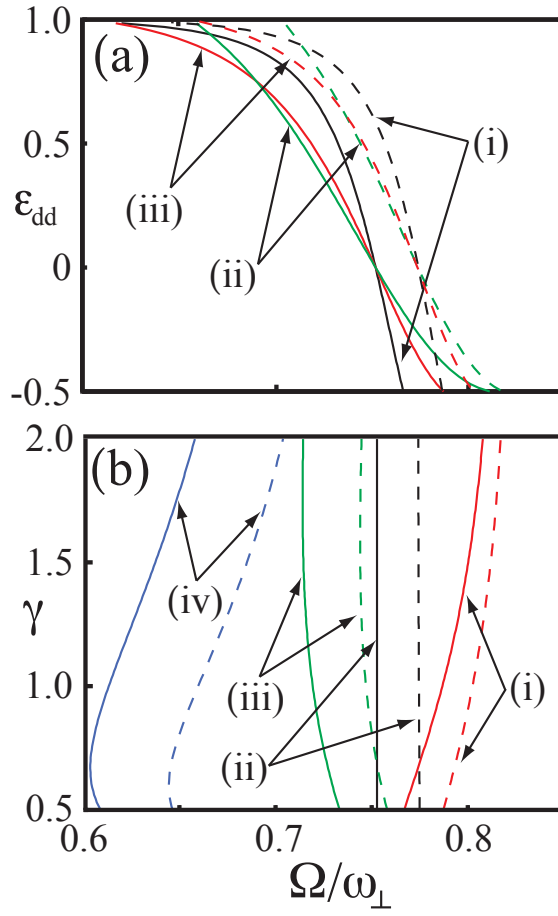 1.0
(a)
(i)
0.5
(iii)
ε_dd
(ii)
0
-0.5
2.0
(b)
1.5
(iv)
γ
(iii)
(i)
1.0
(ii)
0.5
0.6
0.7
0.8
Ω/ω⊥